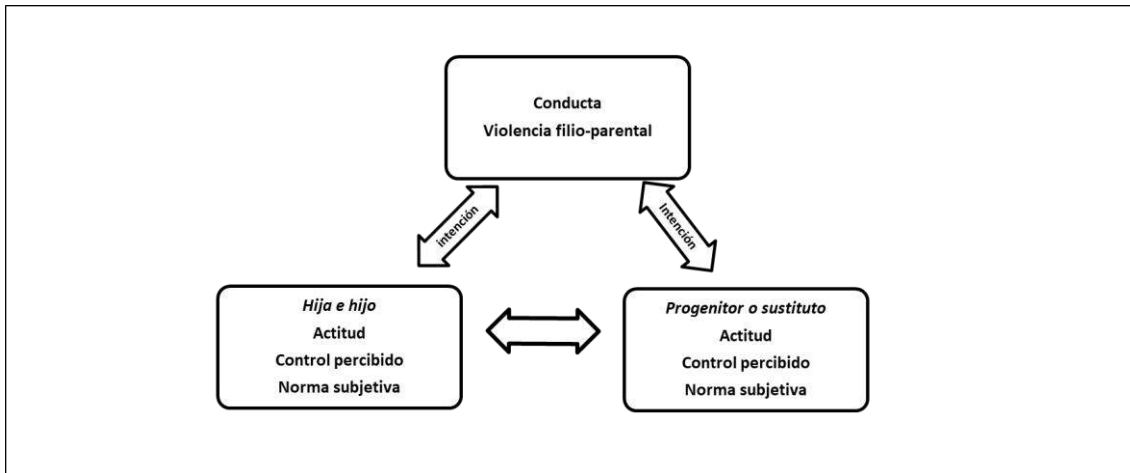 Conducta
Violencia filio-parental
intención
Intención
Hija e hijo
Actitud
Control percibido
Norma subjetiva
Progenitor o sustituto
Actitud
Control percibido
Norma subjetiva